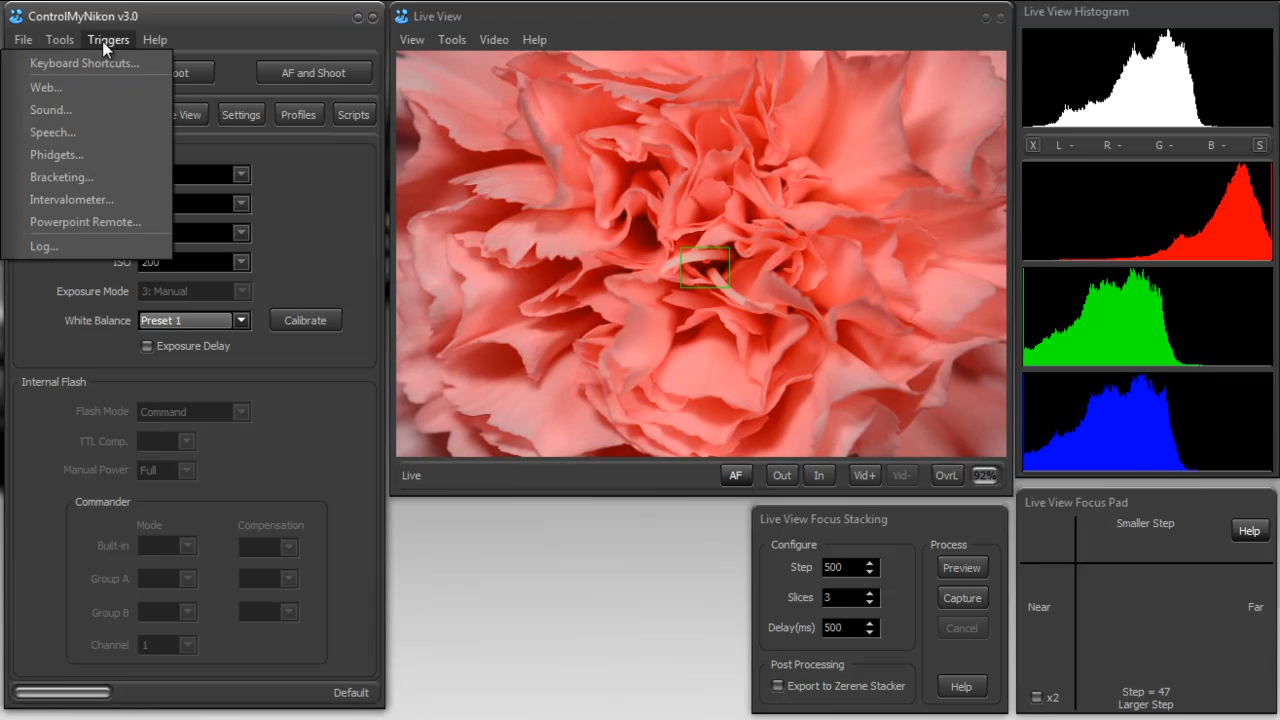 ControlMyNikon v3.0
File Tools Triggers Help
Keyboard Shortcuts...
Web...
Sound...
Speech...
Phidgets...
Bracketing...
Intervalometer...
Powerpoint Remote...
Log...
oot
AF and Shoot
e View Settings Profiles Scripts
ISO 200
Exposure Mode 3: Manual
White Balance Preset 1 Calibrate
Exposure Delay
Internal Flash
Flash Mode Command
TTL Comp.
Manual Power Full
Commander
Mode Compensation
Built-in
Group A
Group B
Channel 1
Default
Live View
View Tools Video Help
Live AF Out In Vid+ Vid- OvrL 92%
Live View Focus Stacking
Configure
Step 500
Slices 3
Delay(ms) 500
Process
Preview
Capture
Cancel
Post Processing
Export to Zerene Stacker
Help
Live View Histogram
X L - R - G - B - S
Live View Focus Pad
Smaller Step
Help
Near Far
x2
Step = 47
Larger Step